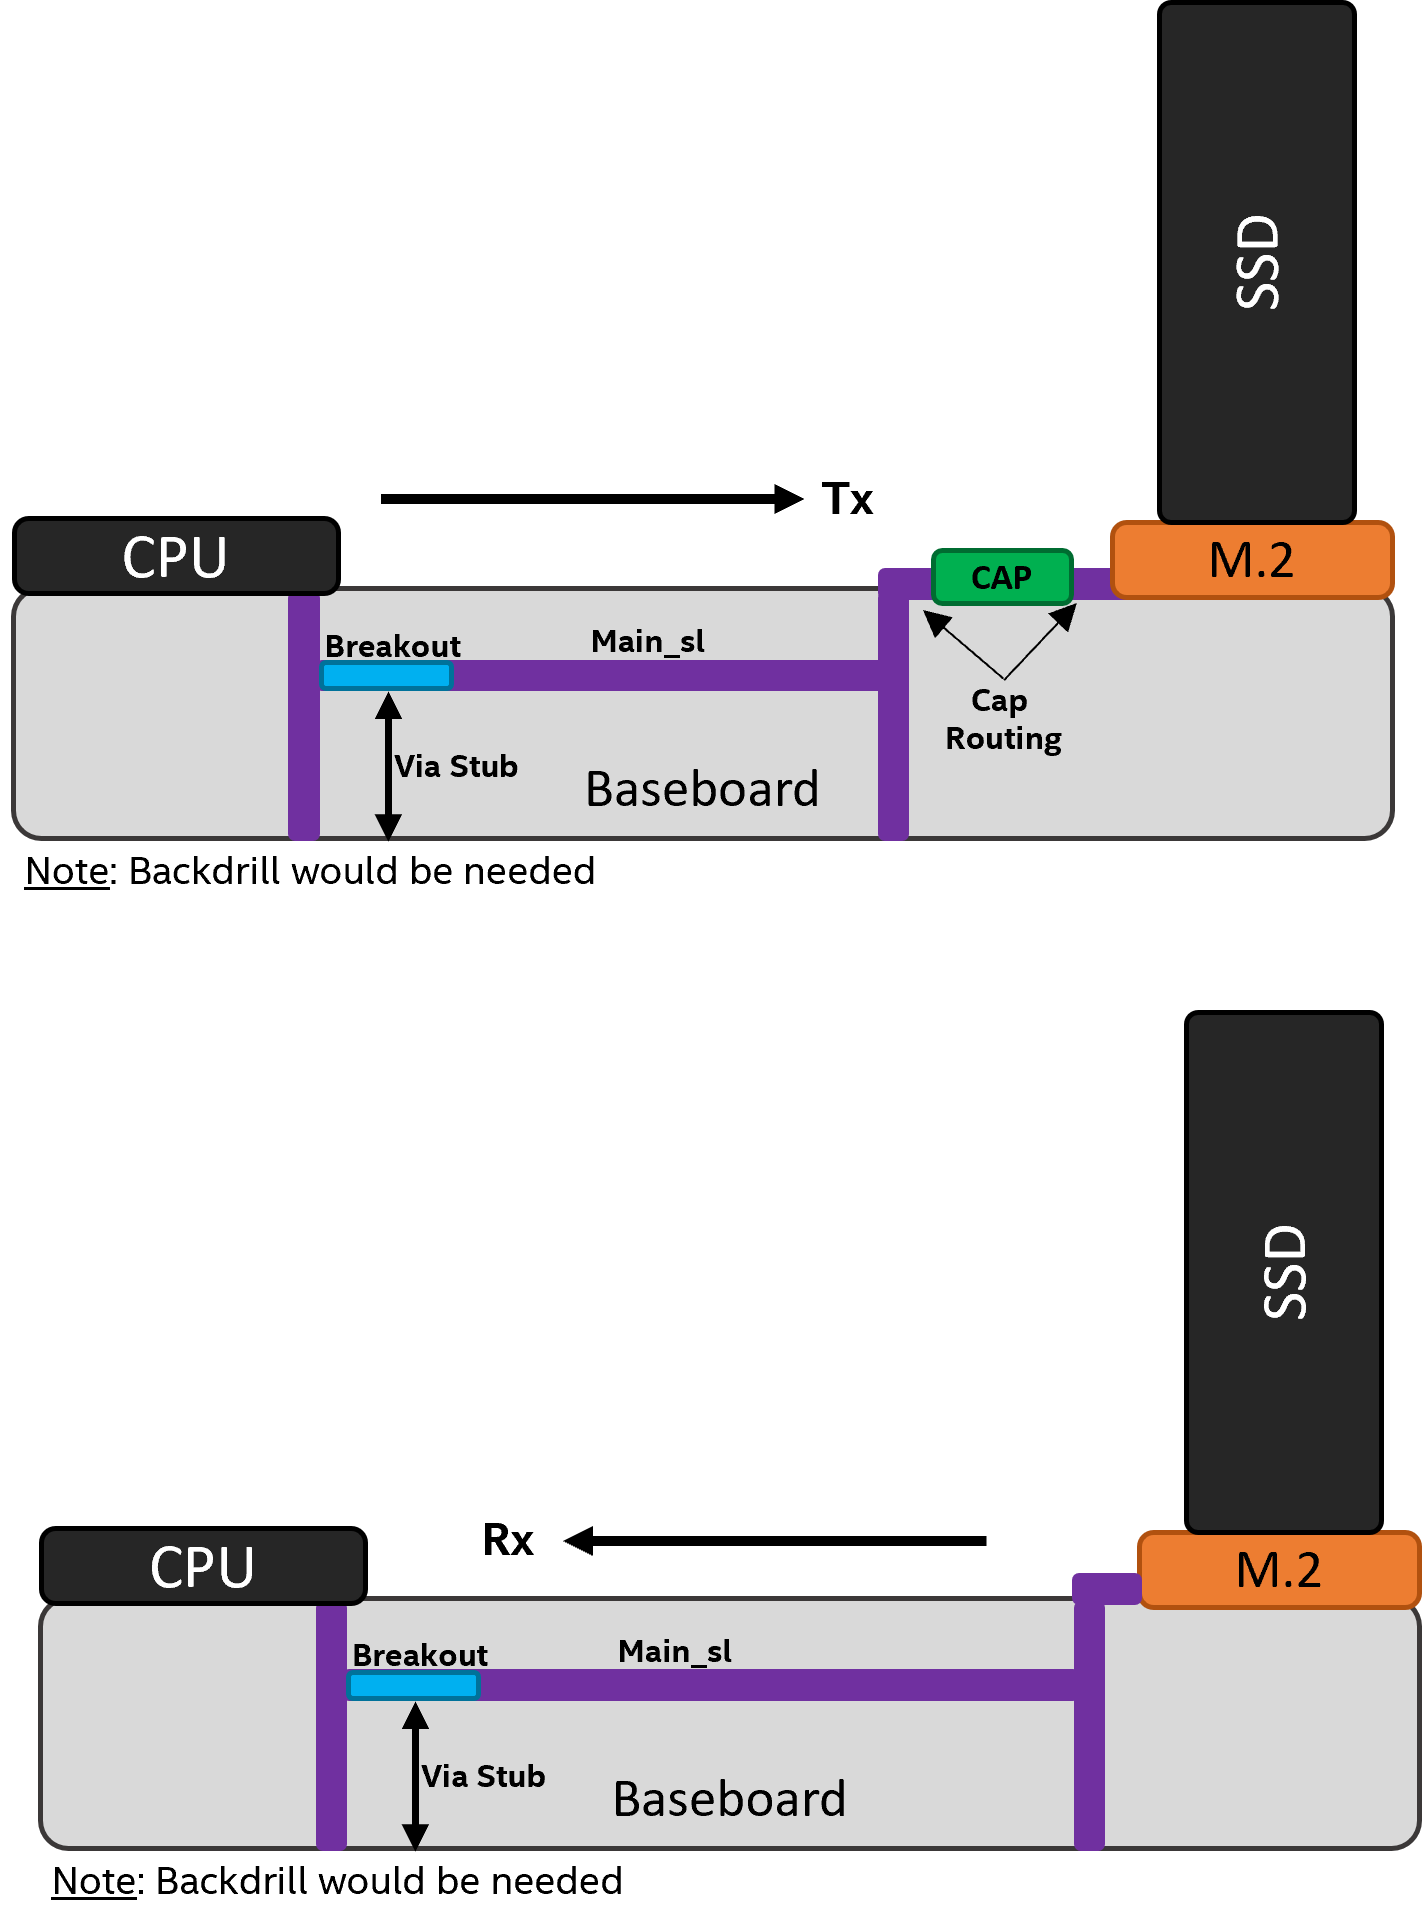 SSD
Tx
CPU
M.2
CAP
Breakout
Main_sl
Cap
Routing
Via Stub
Baseboard
Note: Backdrill would be needed
SSD
Rx
CPU
M.2
Breakout
Main_sl
Via Stub
Baseboard
Note: Backdrill would be needed